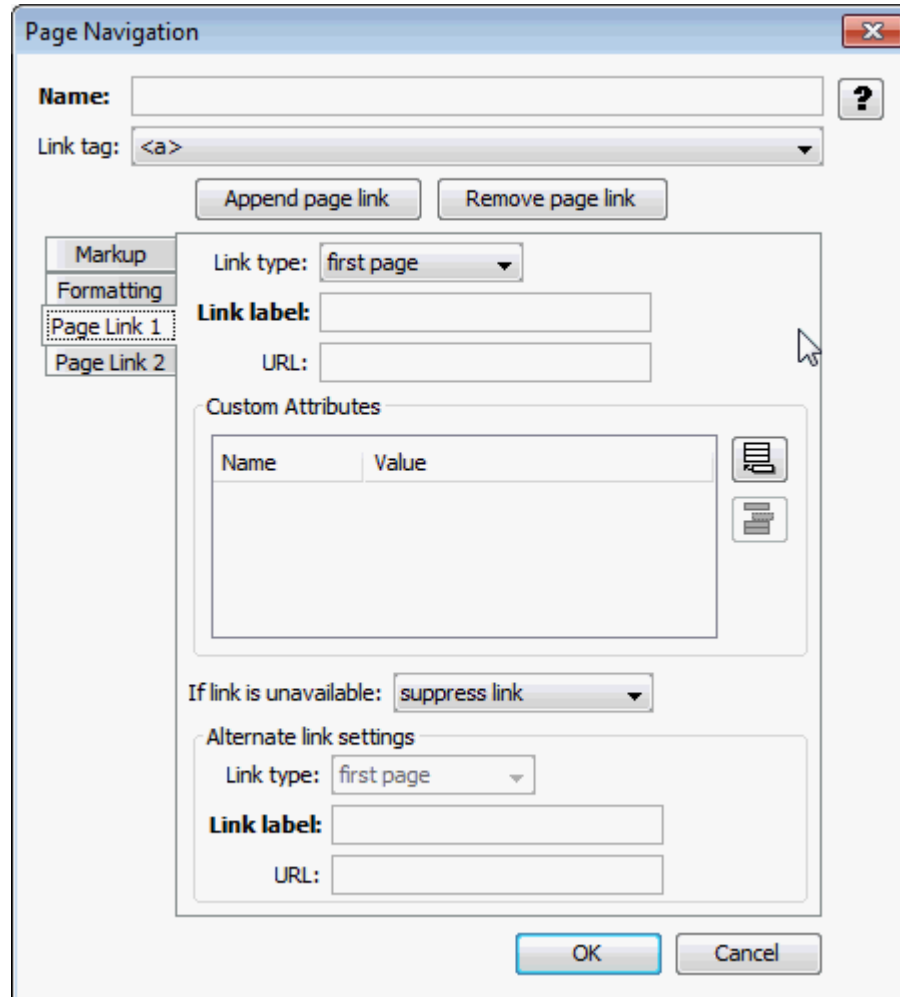 Page Navigation
Name:
?
Link tag: <a>
Append page link Remove page link
Markup
Formatting
Page Link 1
Page Link 2
Link type: first page
Link label:
URL:
Custom Attributes
Name Value
If link is unavailable: suppress link
Alternate link settings
Link type: first page
Link label:
URL:
OK Cancel